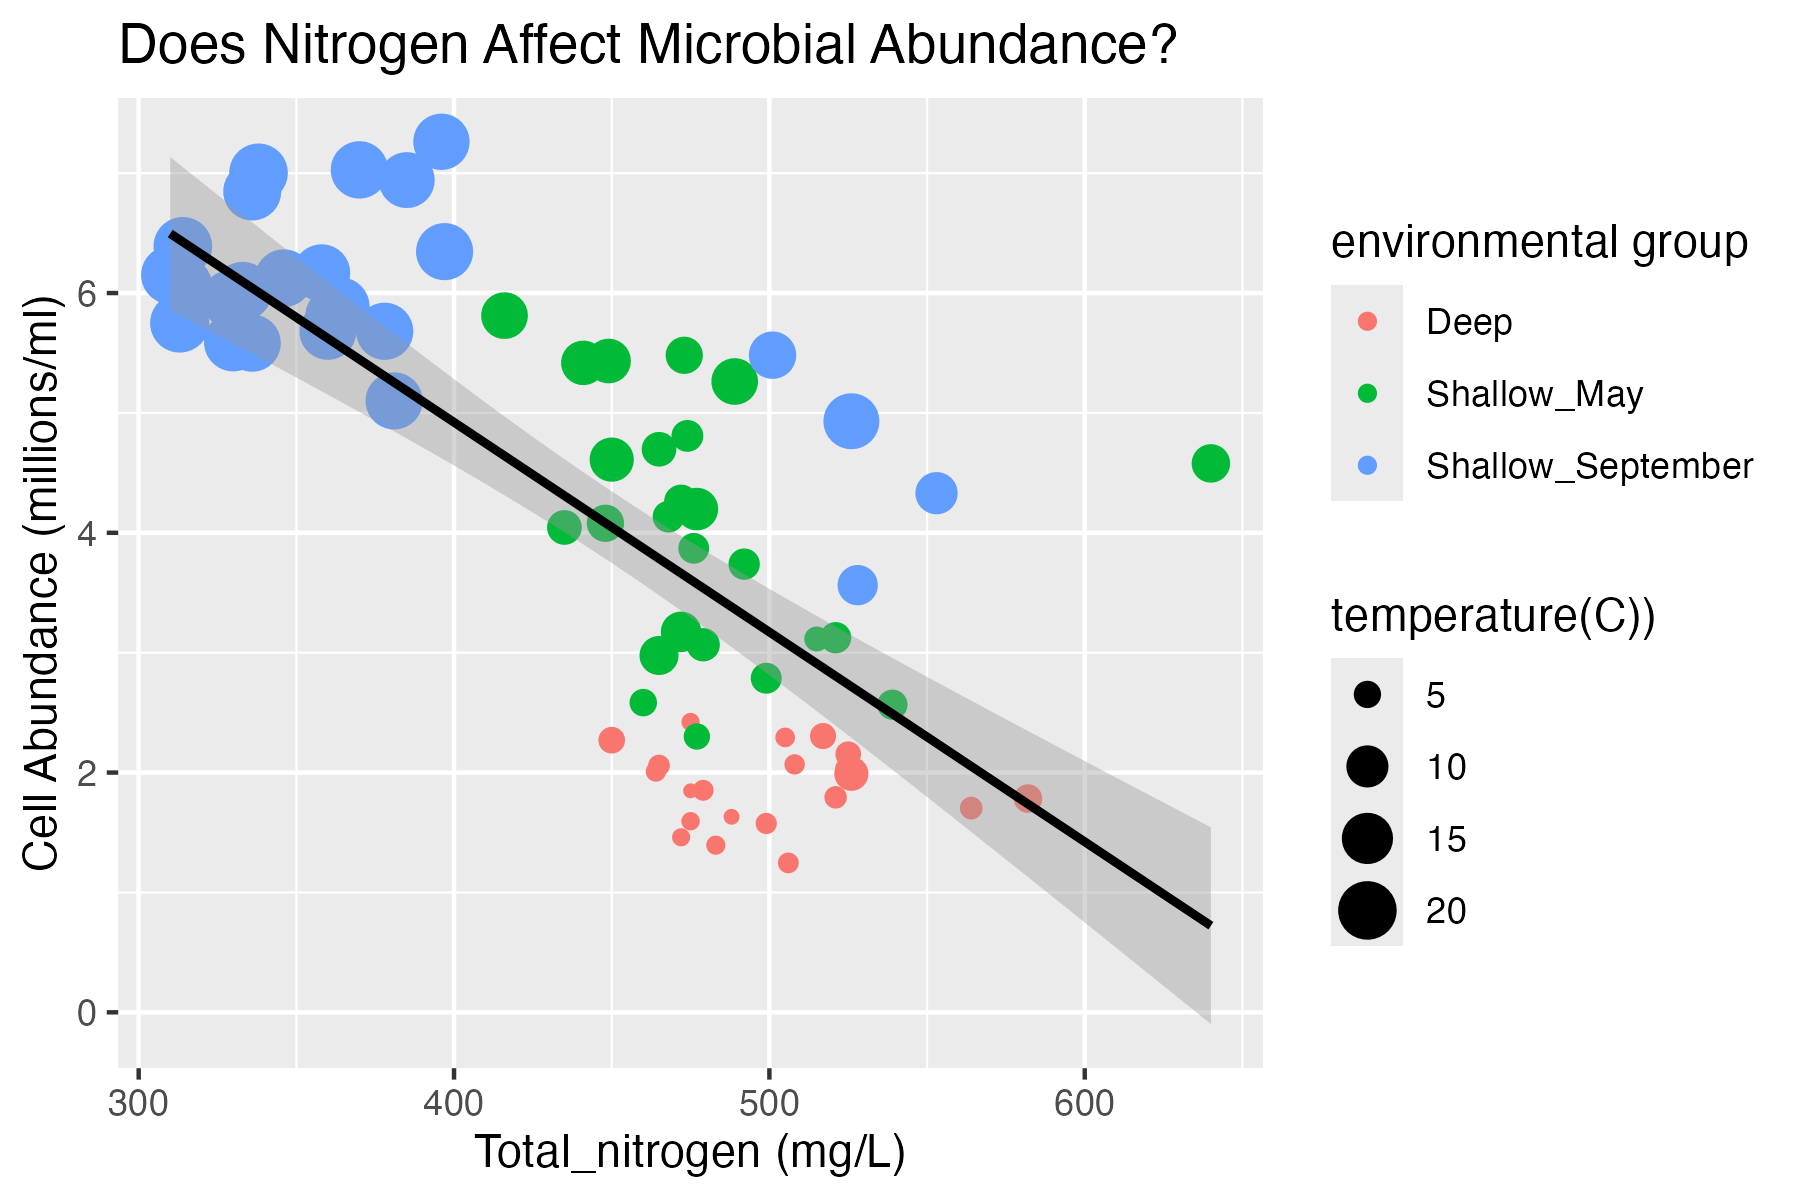 Does Nitrogen Affect Microbial Abundance?
Cell Abundance (millions/ml)
6
4
2
0
300 400 500 600
Total_nitrogen (mg/L)
environmental group
Deep
Shallow_May
Shallow_September
temperature(C))
5
10
15
20